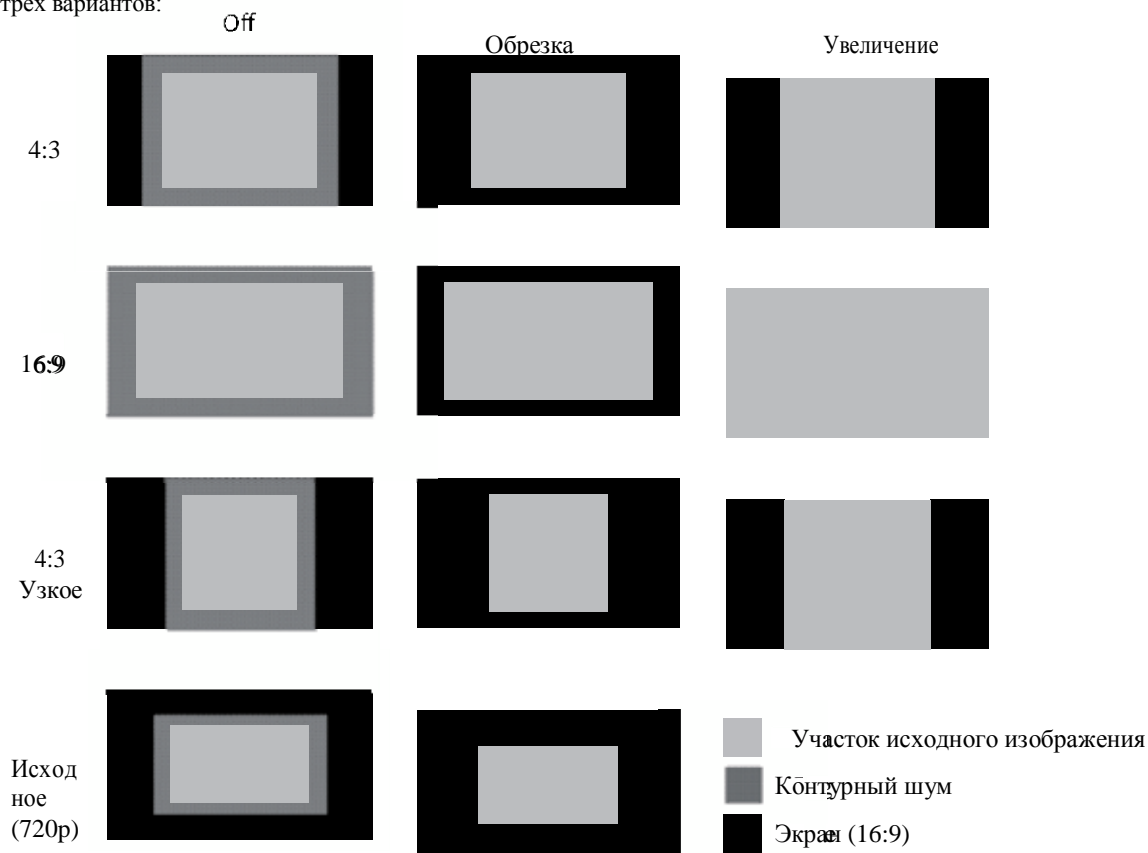 трех вариантов:
Off
Обрезка
Увеличение
4:3
16:9
4:3
Узкое
Исход
ное
(720p)
Участок исходного изображения
Контурный шум
Экран (16:9)